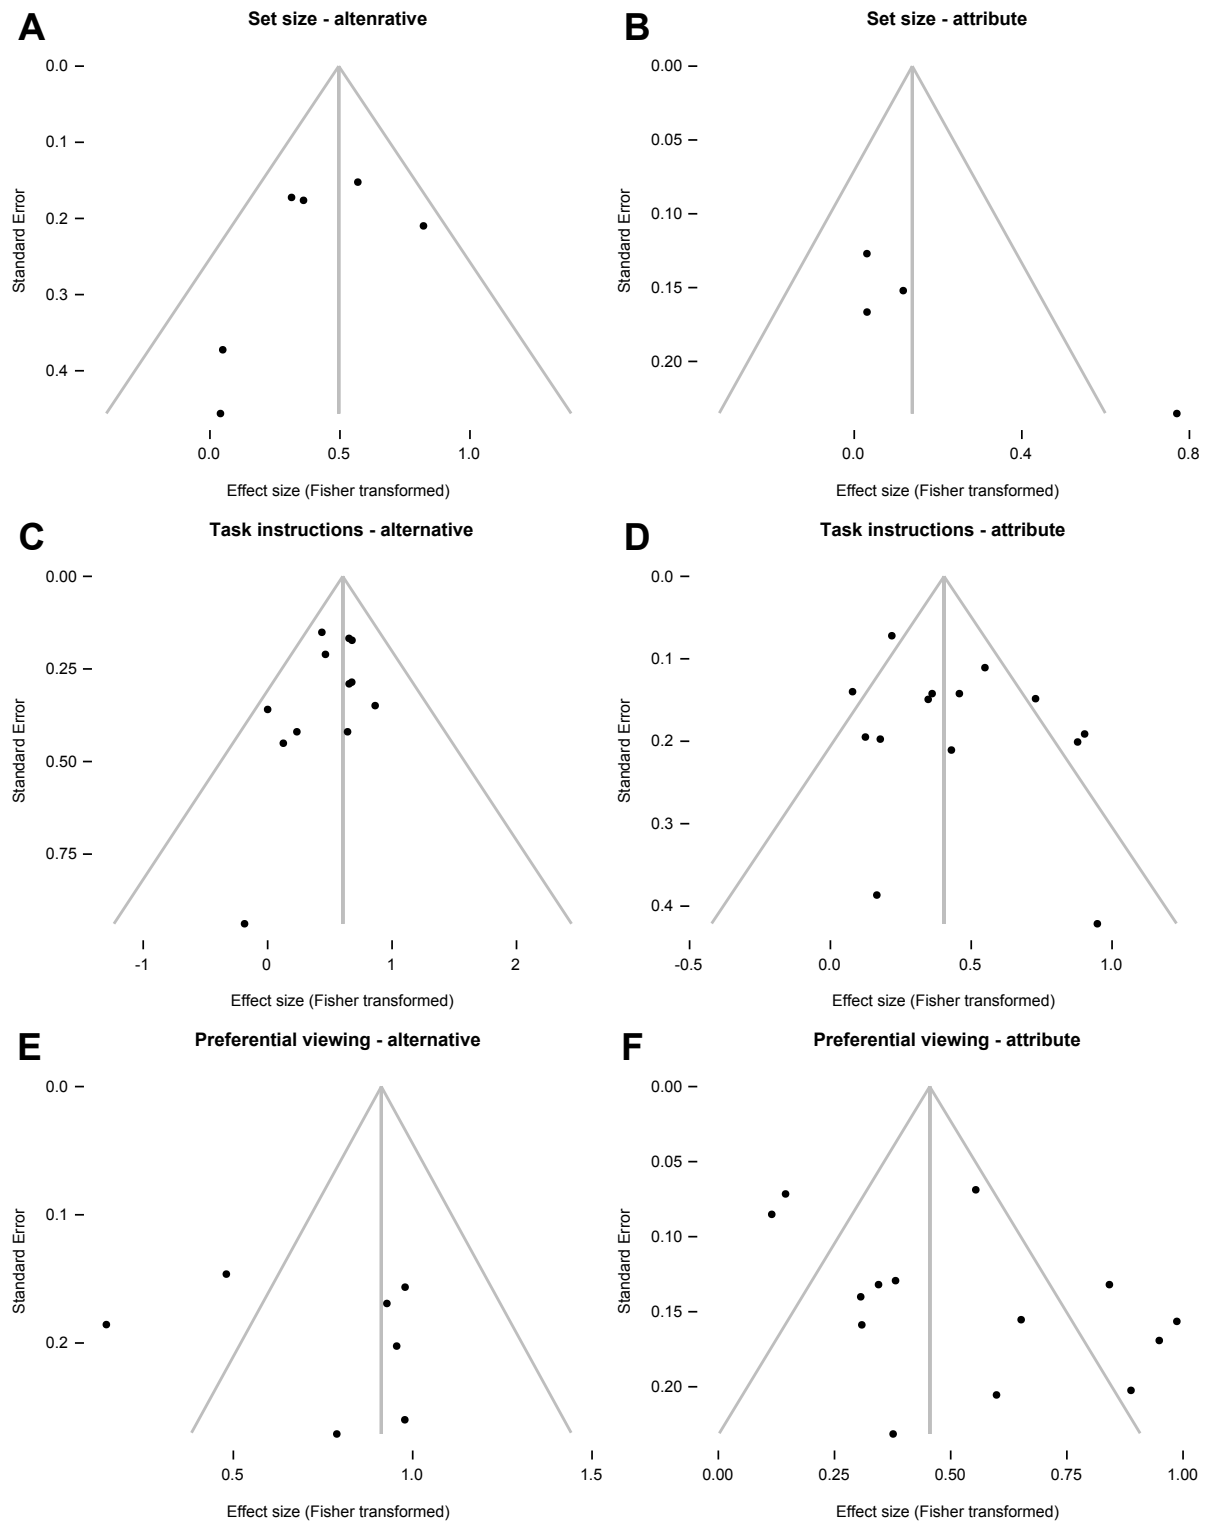 A Set size - altenrative
0.0
0.1
0.2
0.3
0.4
Standard Error
0.0 0.5 1.0
Effect size (Fisher transformed)
B Set size - attribute
0.00
0.05
0.10
0.15
0.20
Standard Error
0.0 0.4 0.8
Effect size (Fisher transformed)
C Task instructions - alternative
0.00
0.25
0.50
0.75
Standard Error
-1 0 1 2
Effect size (Fisher transformed)
D Task instructions - attribute
0.0
0.1
0.2
0.3
0.4
Standard Error
-0.5 0.0 0.5 1.0
Effect size (Fisher transformed)
E Preferential viewing - alternative
0.0
0.1
0.2
Standard Error
0.5 1.0 1.5
Effect size (Fisher transformed)
F Preferential viewing - attribute
0.00
0.05
0.10
0.15
0.20
Standard Error
0.00 0.25 0.50 0.75 1.00
Effect size (Fisher transformed)